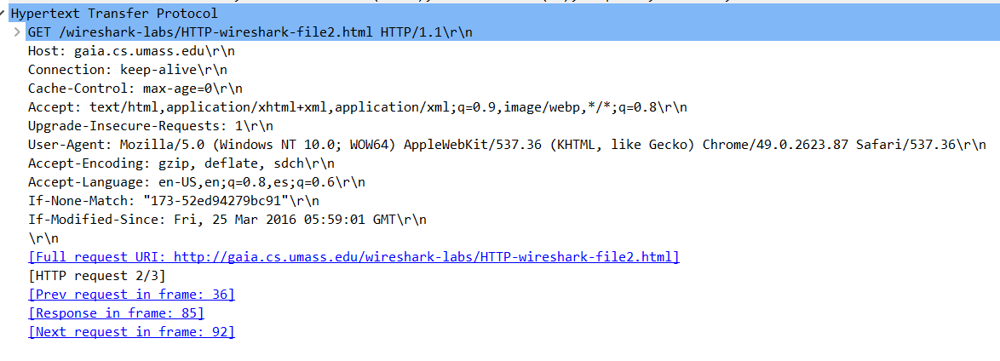 Hypertext Transfer Protocol
GET /wireshark-labs/HTTP-wireshark-file2.html HTTP/1.1\r\n
Host: gaia.cs.umass.edu\r\n
Connection: keep-alive\r\n
Cache-Control: max-age=0\r\n
Accept: text/html,application/xhtml+xml,application/xml;q=0.9,image/webp,*/*;q=0.8\r\n
Upgrade-Insecure-Requests: 1\r\n
User-Agent: Mozilla/5.0 (Windows NT 10.0; WOW64) AppleWebKit/537.36 (KHTML, like Gecko) Chrome/49.0.2623.87 Safari/537.36\r\n
Accept-Encoding: gzip, deflate, sdch\r\n
Accept-Language: en-US,en;q=0.8,es;q=0.6\r\n
If-None-Match: "173-52ed94279bc91"\r\n
If-Modified-Since: Fri, 25 Mar 2016 05:59:01 GMT\r\n
\r\n
[Full request URI: http://gaia.cs.umass.edu/wireshark-labs/HTTP-wireshark-file2.html]
[HTTP request 2/3]
[Prev request in frame: 36]
[Response in frame: 85]
[Next request in frame: 92]